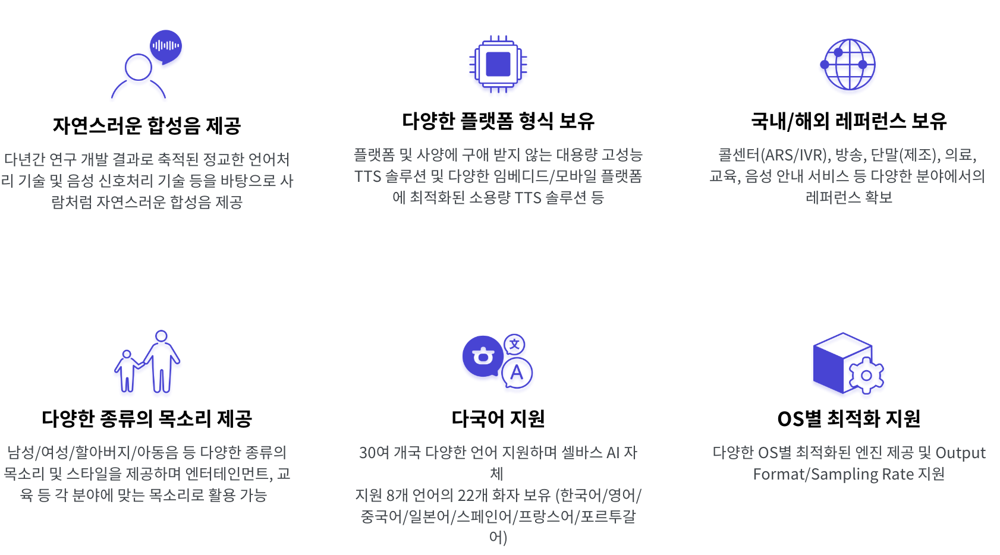 자연스러운 합성음 제공
다년간 연구 개발 결과로 축적된 정교한 언어처
리 기술 및 음성 신호처리 기술 등을 바탕으로 사
람처럼 자연스러운 합성음 제공
다양한 플랫폼 형식 보유
플랫폼 및 사양에 구애 받지 않는 대용량 고성능
TTS 솔루션 및 다양한 임베디드/모바일 플랫폼
에 최적화된 소용량 TTS 솔루션 등
국내/해외 레퍼런스 보유
콜센터(ARS/IVR), 방송, 단말(제조), 의료,
교육, 음성 안내 서비스 등 다양한 분야에서의
레퍼런스 확보
다양한 종류의 목소리 제공
남성/여성/할아버지/아동음 등 다양한 종류의
목소리 및 스타일을 제공하며 엔터테인먼트, 교
육 등 각 분야에 맞는 목소리로 활용 가능
ㅎ
文
A
다국어 지원
30여 개국 다양한 언어 지원하며 셀바스 AI 자
체
지원 8개 언어의 22개 화자 보유 (한국어/영어/
중국어/일본어/스페인어/프랑스어/포르투갈
어)
OS별 최적화 지원
다양한 OS별 최적화된 엔진 제공 및 Output
Format/Sampling Rate 지원